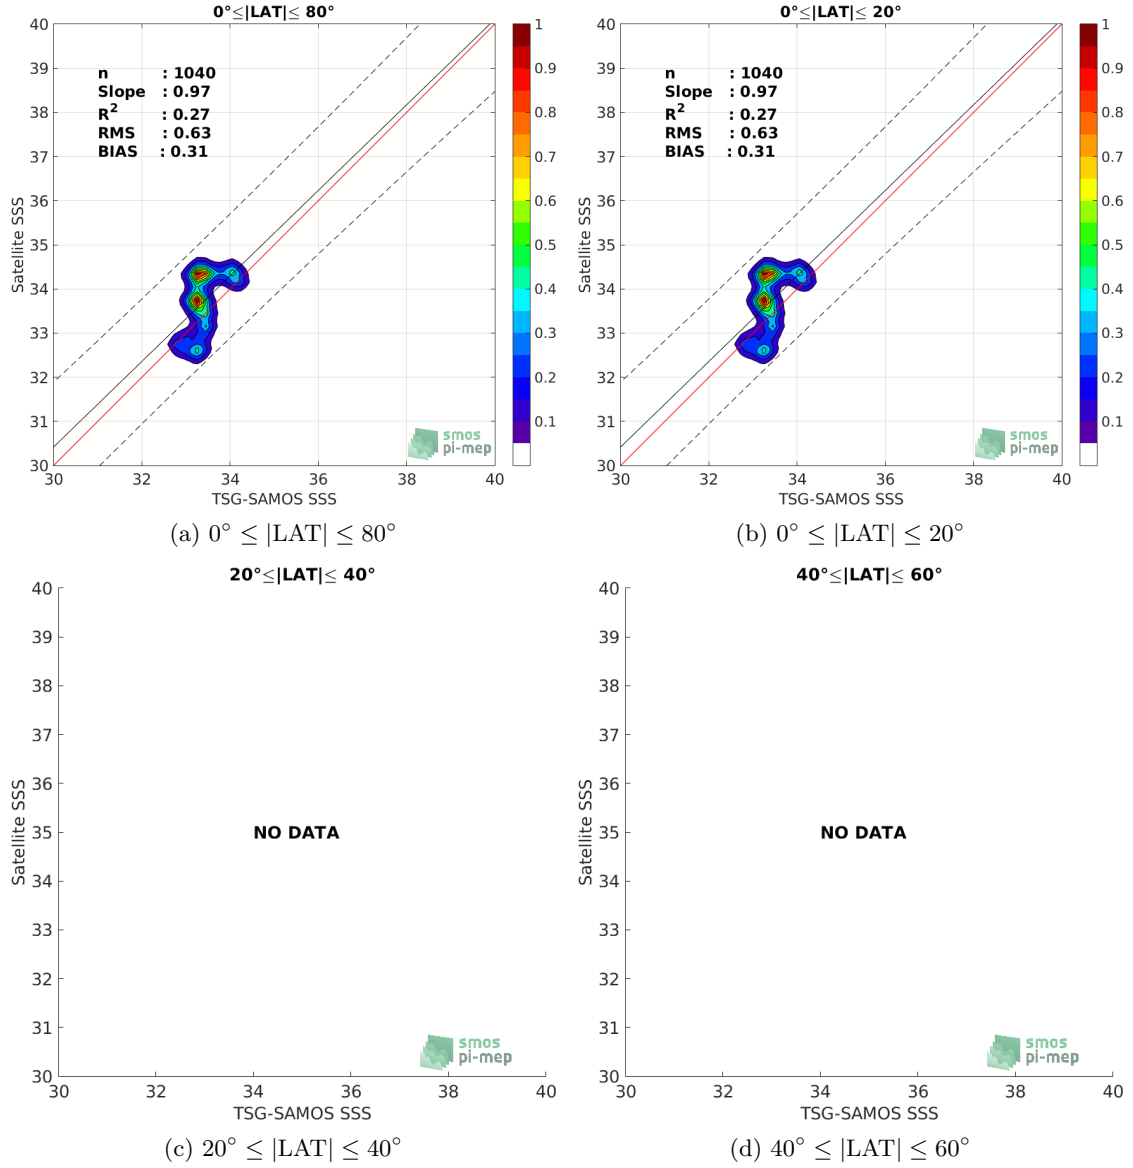 0°≤|LAT|≤ 80°
40
39
38
37
36
35
34
33
32
31
30
Satellite SSS
n : 1040
Slope : 0.97
R² : 0.27
RMS : 0.63
BIAS : 0.31
smos
pi-mep
30 32 34 36 38 40
TSG-SAMOS SSS
1
0.9
0.8
0.7
0.6
0.5
0.4
0.3
0.2
0.1
(a) 0° ≤ |LAT| ≤ 80°
0°≤|LAT|≤ 20°
40
39
38
37
36
35
34
33
32
31
30
Satellite SSS
n : 1040
Slope : 0.97
R² : 0.27
RMS : 0.63
BIAS : 0.31
smos
pi-mep
30 32 34 36 38 40
TSG-SAMOS SSS
1
0.9
0.8
0.7
0.6
0.5
0.4
0.3
0.2
0.1
(b) 0° ≤ |LAT| ≤ 20°
20°≤|LAT|≤ 40°
40
39
38
37
36
35
34
33
32
31
30
Satellite SSS
NO DATA
smos
pi-mep
30 32 34 36 38 40
TSG-SAMOS SSS
(c) 20° ≤ |LAT| ≤ 40°
40°≤|LAT|≤ 60°
40
39
38
37
36
35
34
33
32
31
30
Satellite SSS
NO DATA
smos
pi-mep
30 32 34 36 38 40
TSG-SAMOS SSS
(d) 40° ≤ |LAT| ≤ 60°